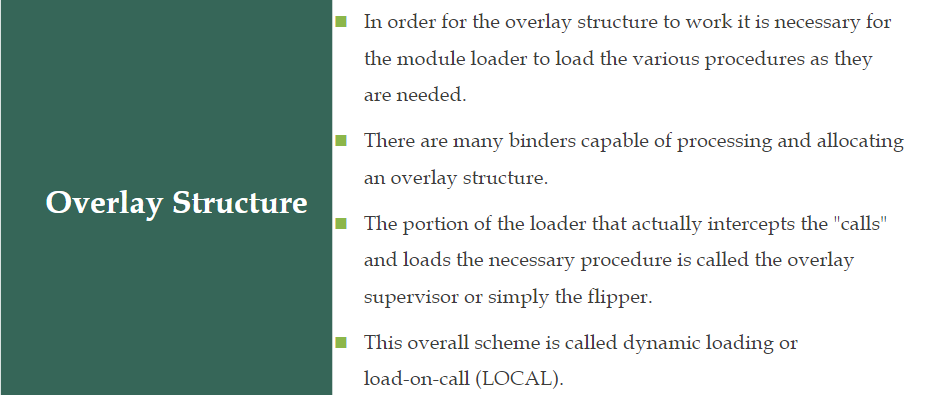 Overlay Structure
In order for the overlay structure to work it is necessary for
the module loader to load the various procedures as they
are needed.
There are many binders capable of processing and allocating
an overlay structure.
The portion of the loader that actually intercepts the "calls"
and loads the necessary procedure is called the overlay
supervisor or simply the flipper.
This overall scheme is called dynamic loading or
load-on-call (LOCAL).